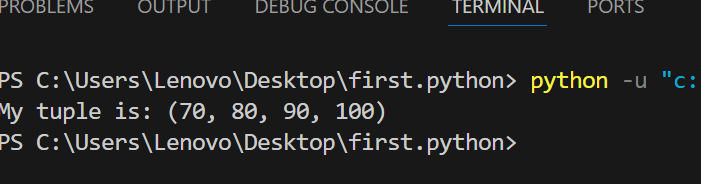 PROBLEMS OUTPUT DEBUG CONSOLE TERMINAL PORTS
PS C:\Users\Lenovo\Desktop\first.python> python -u "c:
My tuple is: (70, 80, 90, 100)
PS C:\Users\Lenovo\Desktop\first.python>